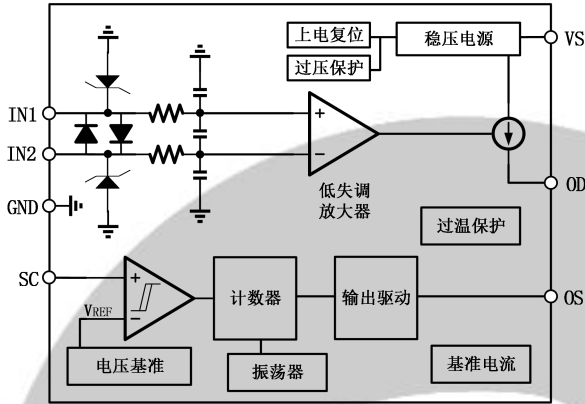 上电复位
稳压电源
VS
过压保护
IN1
+
IN2
−
低失调
放大器
OD
GND
过温保护
SC
+
计数器
输出驱动
OS
VREF
−
电压基准
振荡器
基准电流